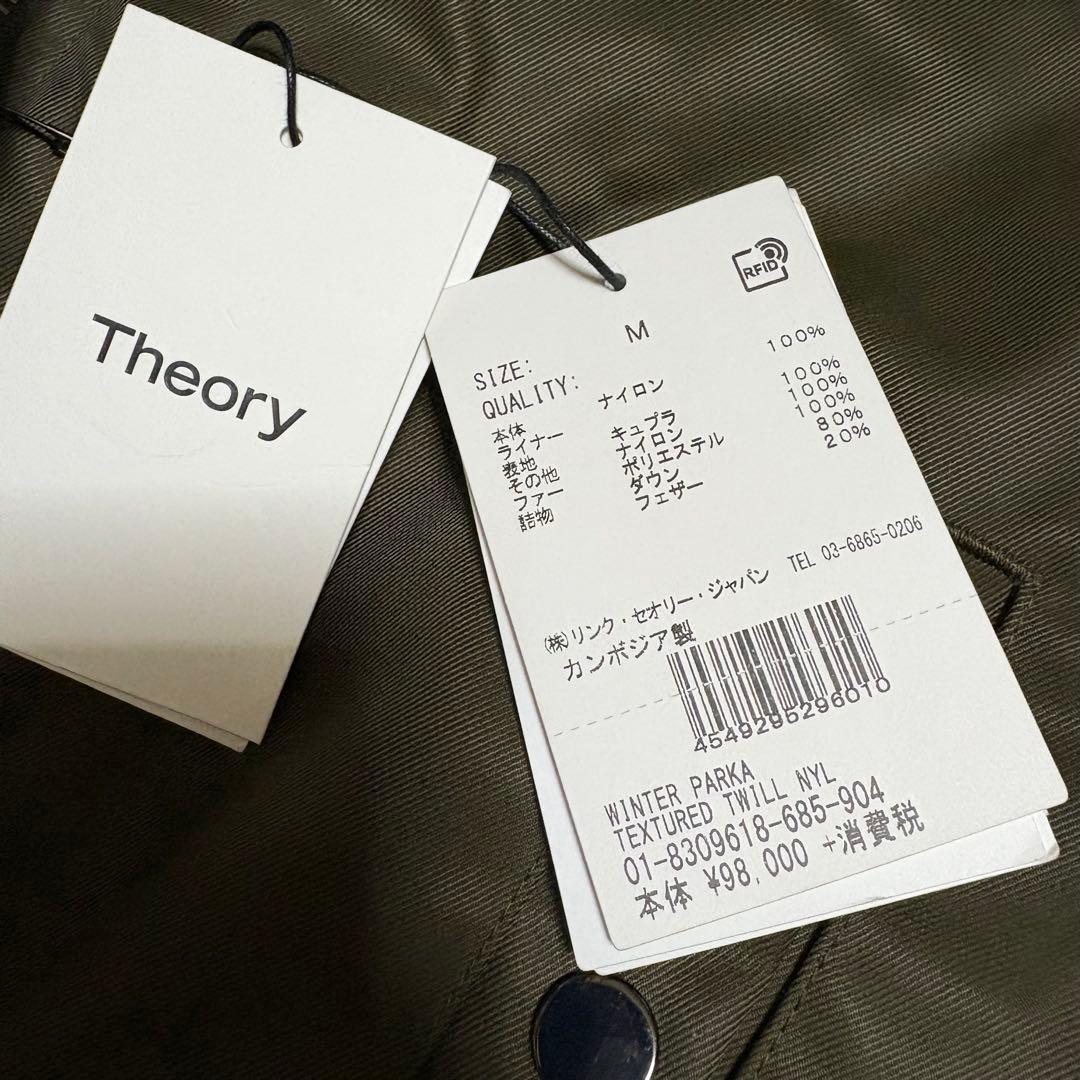 Theory
RFID
SIZE: M
QUALITY:
本体 ナイロン 100%
ライナー
表地 キュプラ 100%
その他 ナイロン 100%
ファー ポリエステル 100%
詰物 ダウン 80%
フェザー 20%
(株)リンク・セオリー・ジャパン TEL 03-6865-0206
カンボジア製
4549295296010
WINTER PARKA
TEXTURED TWILL NYL
01-8309618-685-904
本体 ¥98,000 +消費税